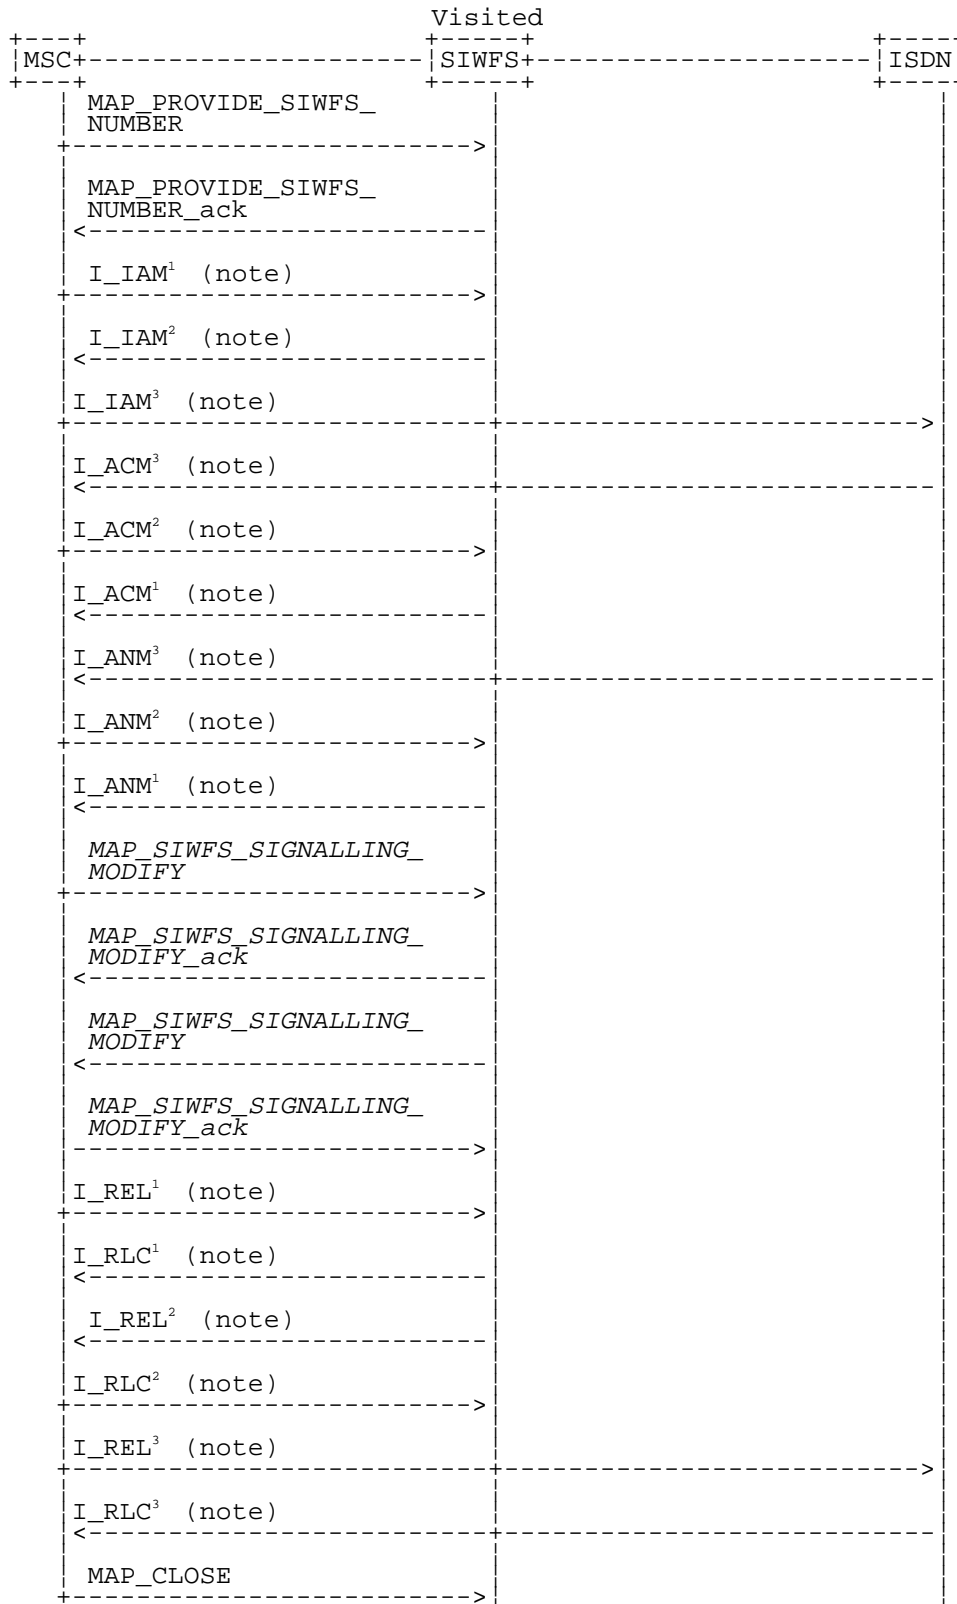 Visited
MSC SIWFS ISDN
MAP_PROVIDE_SIWFS_
NUMBER
MAP_PROVIDE_SIWFS_
NUMBER_ack
I_IAM¹ (note)
I_IAM² (note)
I_IAM³ (note)
I_ACM³ (note)
I_ACM² (note)
I_ACM¹ (note)
I_ANM³ (note)
I_ANM² (note)
I_ANM¹ (note)
MAP_SIWFS_SIGNALLING_
MODIFY
MAP_SIWFS_SIGNALLING_
MODIFY_ack
MAP_SIWFS_SIGNALLING_
MODIFY
MAP_SIWFS_SIGNALLING_
MODIFY_ack
I_REL¹ (note)
I_RLC¹ (note)
I_REL² (note)
I_RLC² (note)
I_REL³ (note)
I_RLC³ (note)
MAP_CLOSE